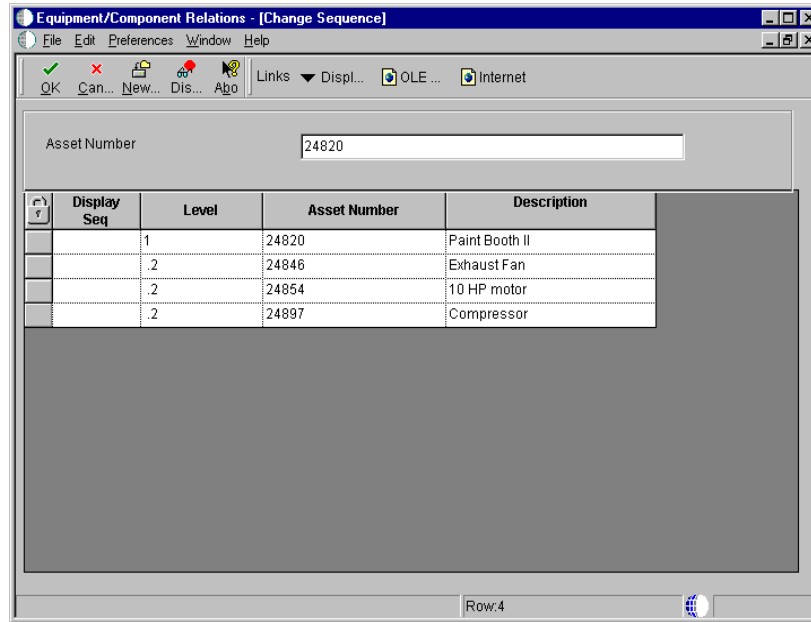 Equipment/Component Relations - [Change Sequence]
File Edit Preferences Window Help
OK Can... New... Dis... Abo Links Displ... OLE ... Internet
Asset Number 24820
Display Seq Level Asset Number Description
1 24820 Paint Booth II
.2 24846 Exhaust Fan
.2 24854 10 HP motor
.2 24897 Compressor
Row:4